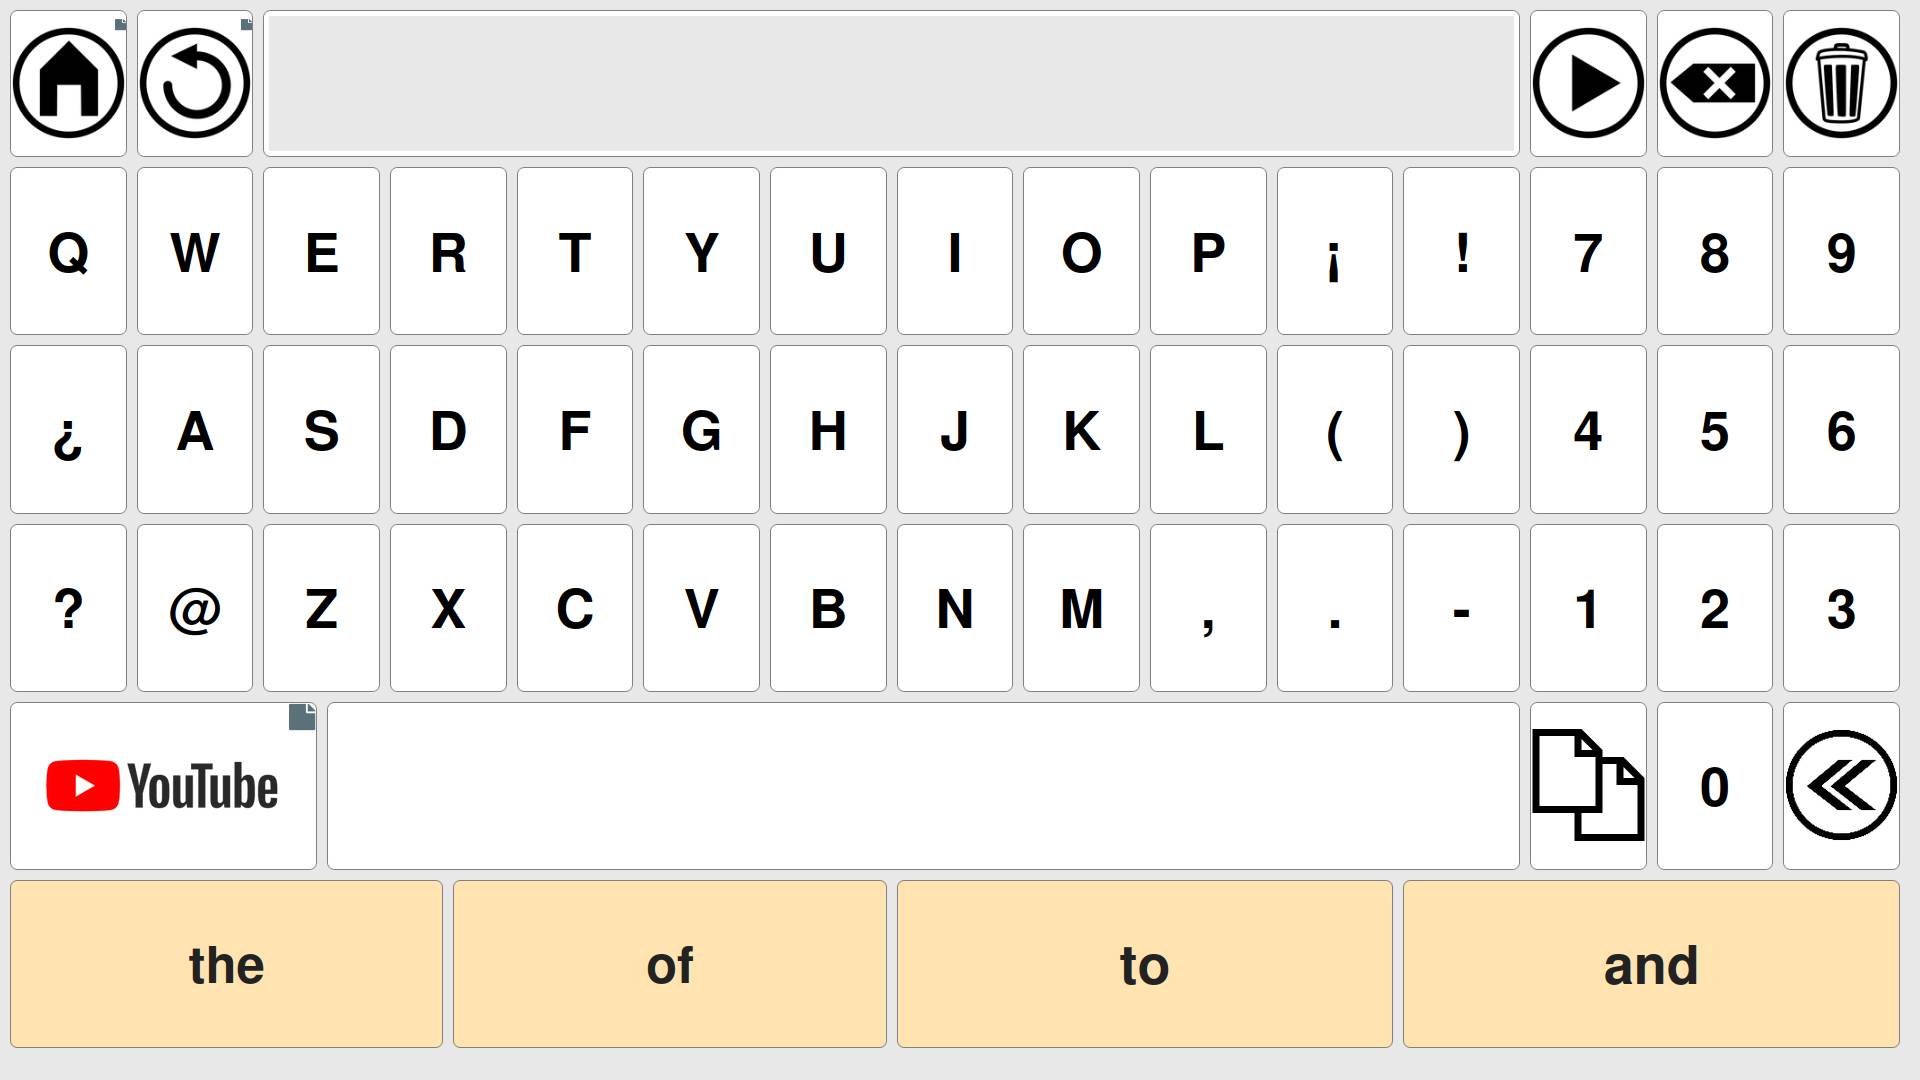 Q W E R T Y U I O P ¡ ! 7 8 9
¿ A S D F G H J K L ( ) 4 5 6
? @ Z X C V B N M , . - 1 2 3
YouTube 0
the of to and